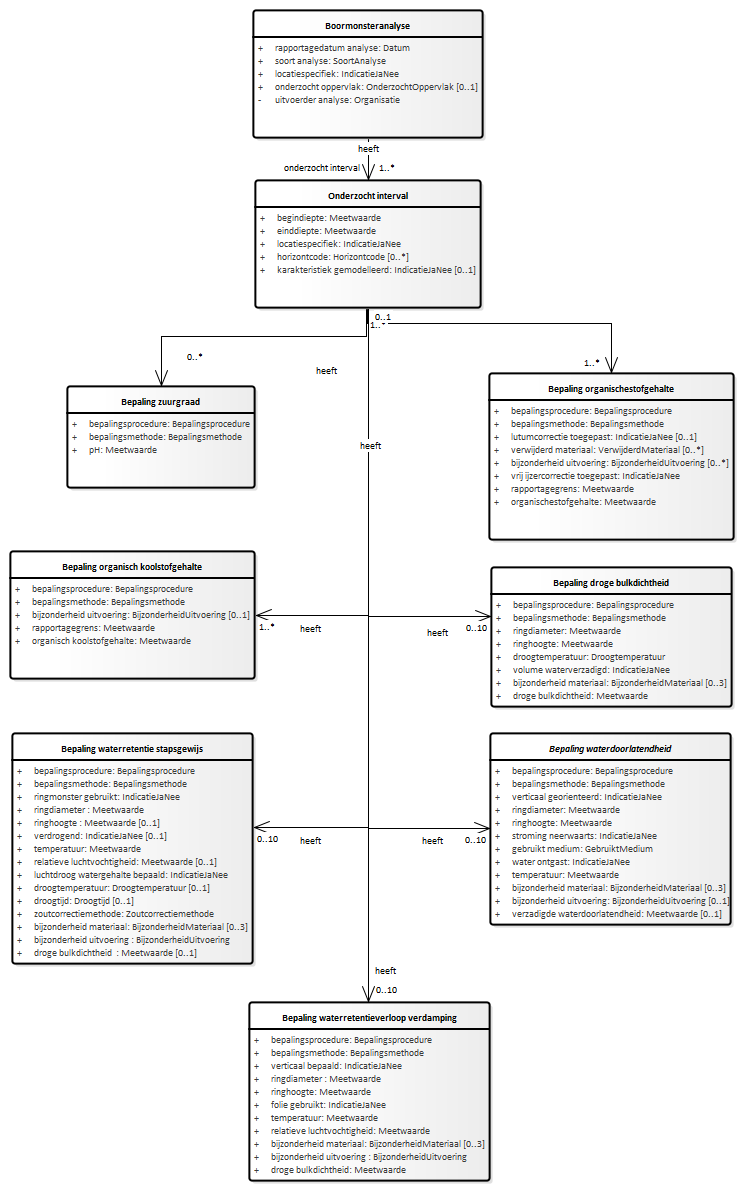 Boormonsteranalyse
+ rapportagedatum analyse: Datum
+ soort analyse: SoortAnalyse
+ locatiespecifiek: IndicatieJaNee
+ onderzocht oppervlak: OnderzochtOppervlak [0..1]
- uitvoerder analyse: Organisatie
heeft
onderzocht interval 1..*
Onderzocht interval
+ begindiepte: Meetwaarde
+ einddiepte: Meetwaarde
+ locatiespecifiek: IndicatieJaNee
+ horizontcode: Horizontcode [0..*]
+ karakteristiek gemodelleerd: IndicatieJaNee [0..1]
0..1
1..*
0..*
heeft
1..*
Bepaling zuurgraad
+ bepalingsprocedure: Bepalingsprocedure
+ bepalingsmethode: Bepalingsmethode
+ pH: Meetwaarde
Bepaling organischestofgehalte
+ bepalingsprocedure: Bepalingsprocedure
+ bepalingsmethode: Bepalingsmethode
+ lutumcorrectie toegepast: IndicatieJaNee [0..1]
+ verwijderd materiaal: VerwijderdMateriaal [0..*]
+ bijzonderheid uitvoering: BijzonderheidUitvoering [0..*]
+ vrij ijzercorrectie toegepast: IndicatieJaNee
+ rapportagegrens: Meetwaarde
+ organischestofgehalte: Meetwaarde
heeft
Bepaling organisch koolstofgehalte
+ bepalingsprocedure: Bepalingsprocedure
+ bepalingsmethode: Bepalingsmethode
+ bijzonderheid uitvoering: BijzonderheidUitvoering [0..1]
+ rapportagegrens: Meetwaarde
+ organisch koolstofgehalte: Meetwaarde
1..* heeft
heeft 0..10
Bepaling droge bulkdichtheid
+ bepalingsprocedure: Bepalingsprocedure
+ bepalingsmethode: Bepalingsmethode
+ ringdiameter: Meetwaarde
+ ringhoogte: Meetwaarde
+ droogtemperatuur: Droogtemperatuur
+ volume waterverzadigd: IndicatieJaNee
+ bijzonderheid materiaal: BijzonderheidMateriaal [0..3]
+ droge bulkdichtheid: Meetwaarde
Bepaling waterretentie stapsgewijs
+ bepalingsprocedure: Bepalingsprocedure
+ bepalingsmethode: Bepalingsmethode
+ ringmonster gebruikt: IndicatieJaNee
+ ringdiameter : Meetwaarde
+ ringhoogte : Meetwaarde [0..1]
+ verdrogend: IndicatieJaNee [0..1]
+ temperatuur: Meetwaarde
+ relatieve luchtvochtigheid: Meetwaarde [0..1]
+ luchtdroog watergehalte bepaald: IndicatieJaNee
+ droogtemperatuur: Droogtemperatuur [0..1]
+ droogtijd: Droogtijd [0..1]
+ zoutcorrectiemethode: Zoutcorrectiemethode
+ bijzonderheid materiaal: BijzonderheidMateriaal [0..3]
+ bijzonderheid uitvoering : BijzonderheidUitvoering
+ droge bulkdichtheid : Meetwaarde [0..1]
0..10 heeft
heeft 0..10
Bepaling waterdoorlatendheid
+ bepalingsprocedure: Bepalingsprocedure
+ bepalingsmethode: Bepalingsmethode
+ verticaal georienteerd: IndicatieJaNee
+ ringdiameter: Meetwaarde
+ ringhoogte: Meetwaarde
+ stroming neerwaarts: IndicatieJaNee
+ gebruikt medium: GebruiktMedium
+ water ontgast: IndicatieJaNee
+ temperatuur: Meetwaarde
+ bijzonderheid materiaal: BijzonderheidMateriaal [0..3]
+ bijzonderheid uitvoering: BijzonderheidUitvoering [0..1]
+ verzadigde waterdoorlatendheid: Meetwaarde [0..1]
heeft
0..10
Bepaling waterretentieverloop verdamping
+ bepalingsprocedure: Bepalingsprocedure
+ bepalingsmethode: Bepalingsmethode
+ verticaal bepaald: IndicatieJaNee
+ ringdiameter : Meetwaarde
+ ringhoogte: Meetwaarde
+ folie gebruikt: IndicatieJaNee
+ temperatuur: Meetwaarde
+ relatieve luchtvochtigheid: Meetwaarde
+ bijzonderheid materiaal: BijzonderheidMateriaal [0..3]
+ bijzonderheid uitvoering : BijzonderheidUitvoering
+ droge bulkdichtheid: Meetwaarde